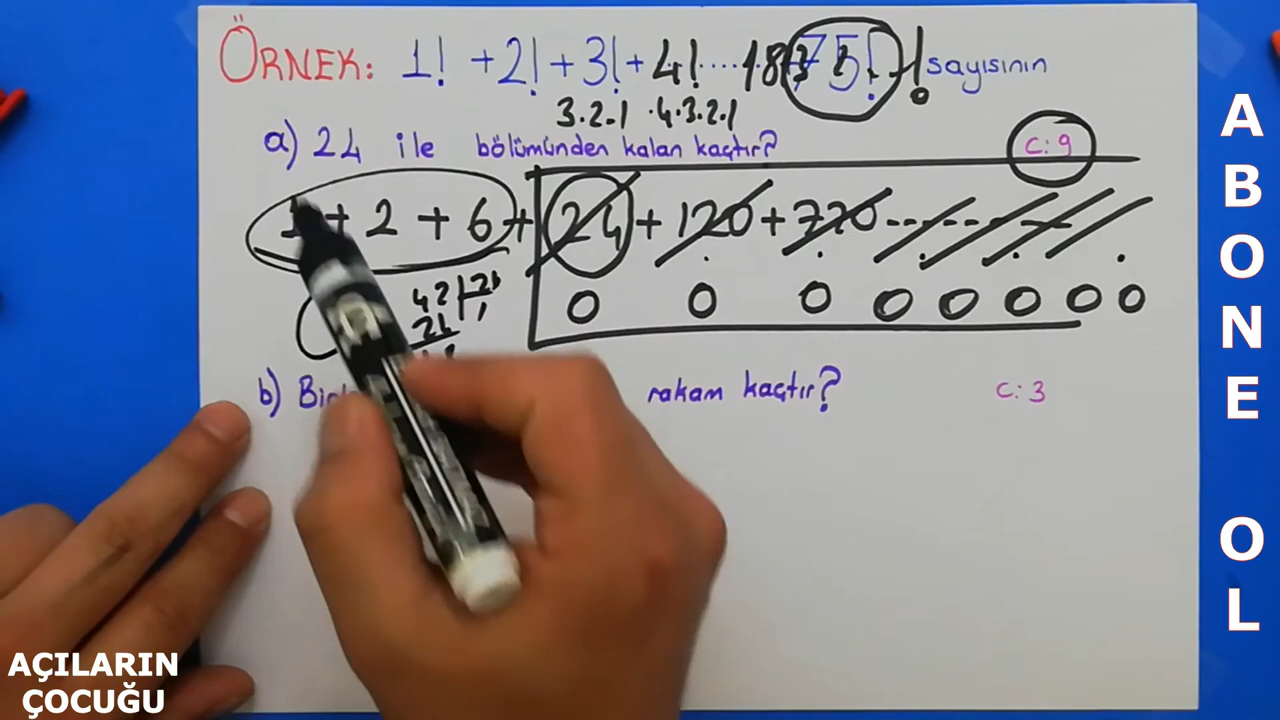 ÖRNEK: 1! + 2! + 3! + 4! .... 75! sayısının
3.2.1 .4.3.2.1
a) 24 ile bölümünden kalan kaçtır? C: 9
+ 2 + 6 + 24 + 120 + 720 ------
0 0 0 0 0 0 0 0
b) rakam kaçtır? C: 3
ABONE
OL
AÇILARIN
ÇOCUĞU